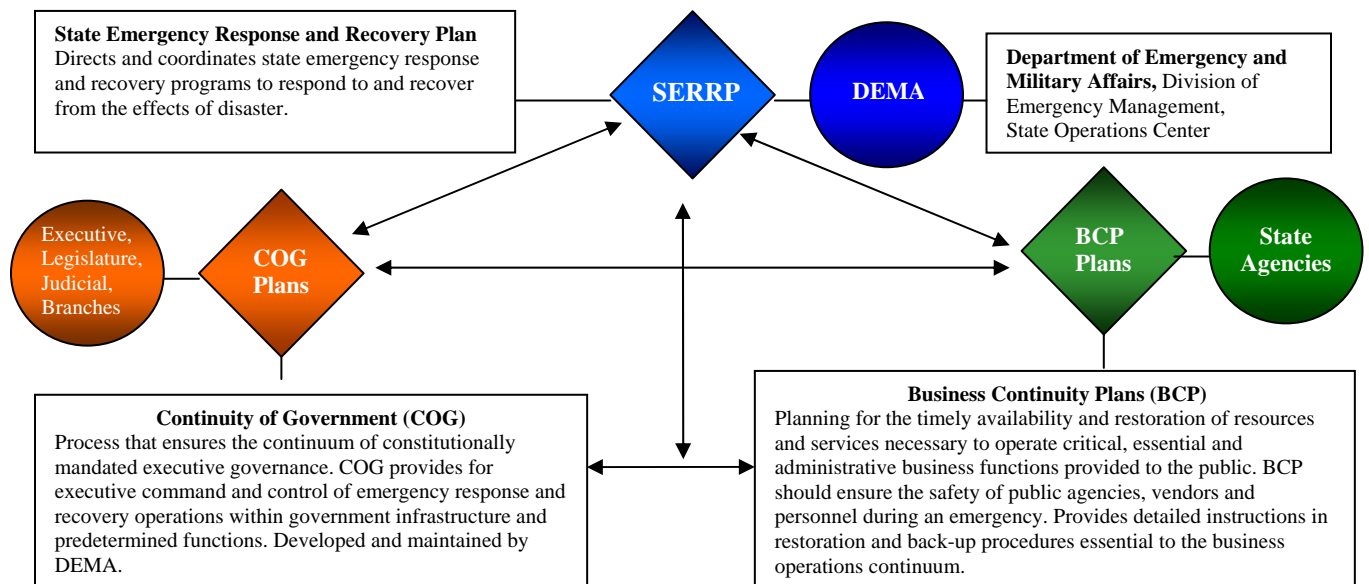 State Emergency Response and Recovery Plan
Directs and coordinates state emergency response
and recovery programs to respond to and recover
from the effects of disaster.
SERRP
DEMA
Department of Emergency and
Military Affairs, Division of
Emergency Management,
State Operations Center
Executive,
Legislature,
Judicial,
Branches
COG
Plans
BCP
Plans
State
Agencies
Continuity of Government (COG)
Process that ensures the continuum of constitutionally
mandated executive governance. COG provides for
executive command and control of emergency response and
recovery operations within government infrastructure and
predetermined functions. Developed and maintained by
DEMA.
Business Continuity Plans (BCP)
Planning for the timely availability and restoration of resources
and services necessary to operate critical, essential and
administrative business functions provided to the public. BCP
should ensure the safety of public agencies, vendors and
personnel during an emergency. Provides detailed instructions in
restoration and back-up procedures essential to the business
operations continuum.